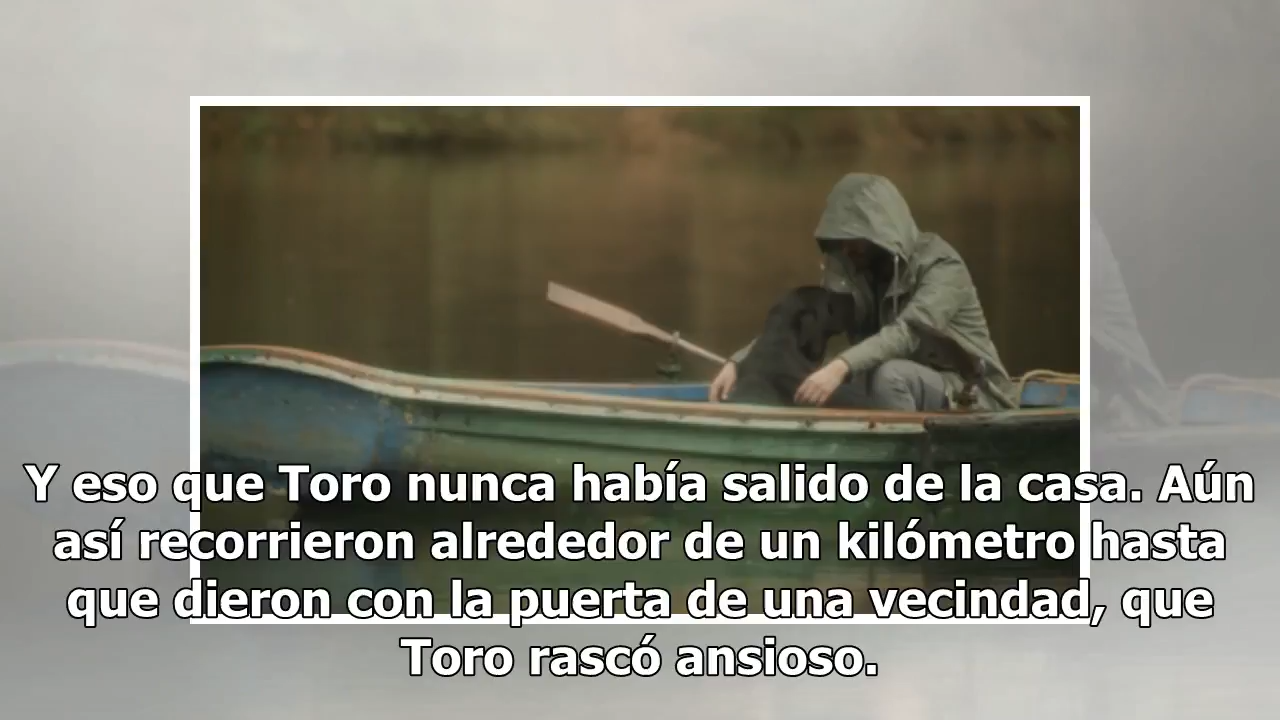 Y eso que Toro nunca había salido de la casa. Aún
así recorrieron alrededor de un kilómetro hasta
que dieron con la puerta de una vecindad, que
Toro rascó ansioso.